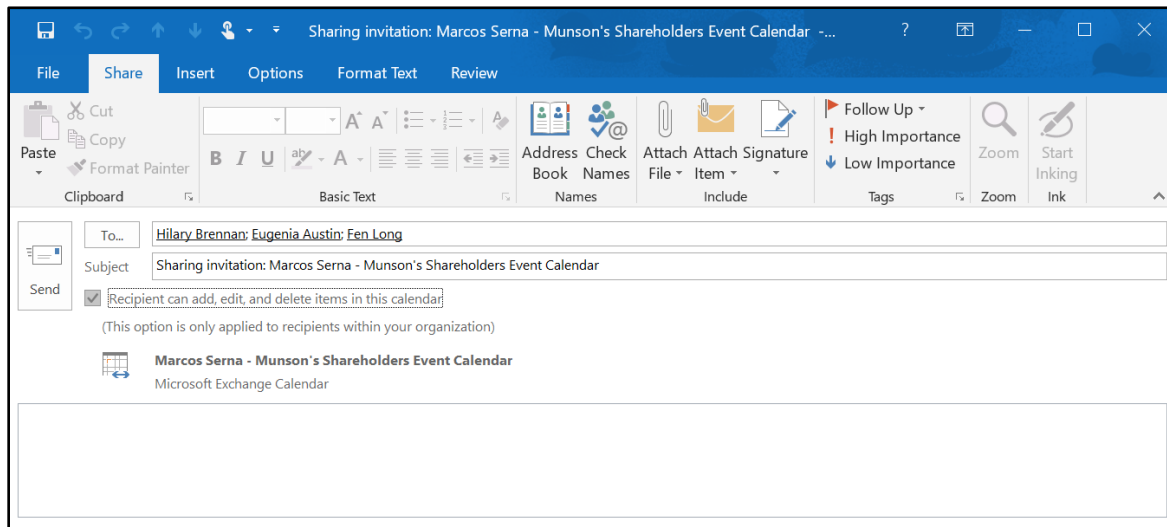 Sharing invitation: Marcos Serna - Munson's Shareholders Event Calendar -... ?
File Share Insert Options Format Text Review
Paste
Cut
Copy
Format Painter
Clipboard
A A
B I U ab A
Basic Text
Address Book
Check Names
Names
Attach File
Attach Item
Signature
Include
Follow Up
! High Importance
Low Importance
Tags
Zoom
Zoom
Start Inking
Ink
Send
To... Hilary Brennan; Eugenia Austin; Fen Long
Subject Sharing invitation: Marcos Serna - Munson's Shareholders Event Calendar
Recipient can add, edit, and delete items in this calendar
(This option is only applied to recipients within your organization)
Marcos Serna - Munson's Shareholders Event Calendar
Microsoft Exchange Calendar